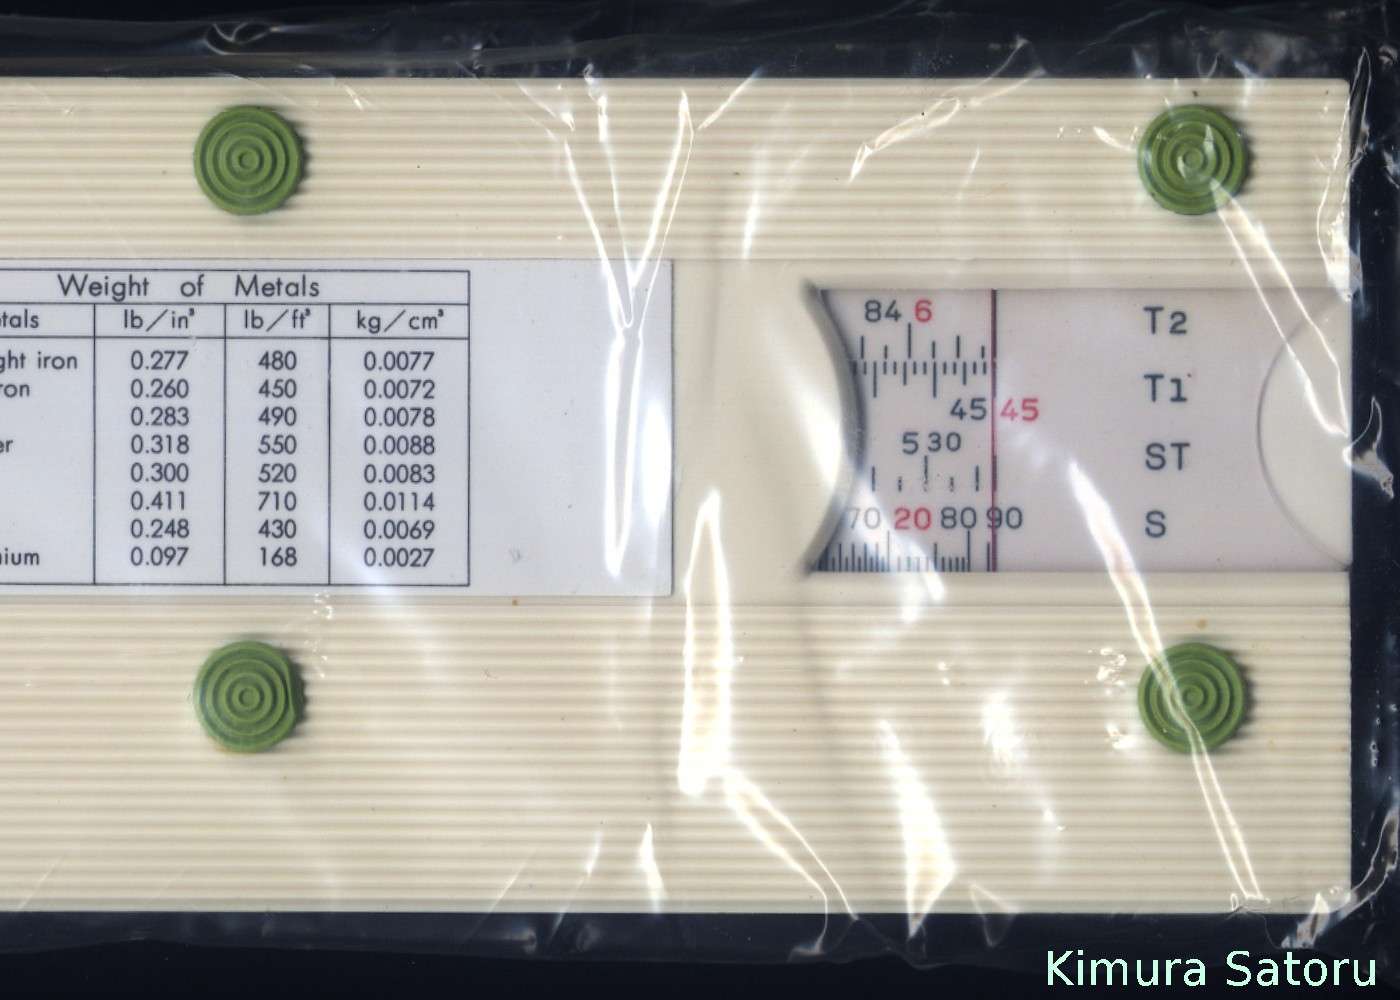 Weight of Metals
tals lb/in³ lb/ft³ kg/cm³
ght iron 0.277 480 0.0077
ron 0.260 450 0.0072
0.283 490 0.0078
er 0.318 550 0.0088
0.300 520 0.0083
0.411 710 0.0114
0.248 430 0.0069
nium 0.097 168 0.0027
84 6 T2
45 45 T1
5 30 ST
70 20 80 90 S
Kimura Satoru